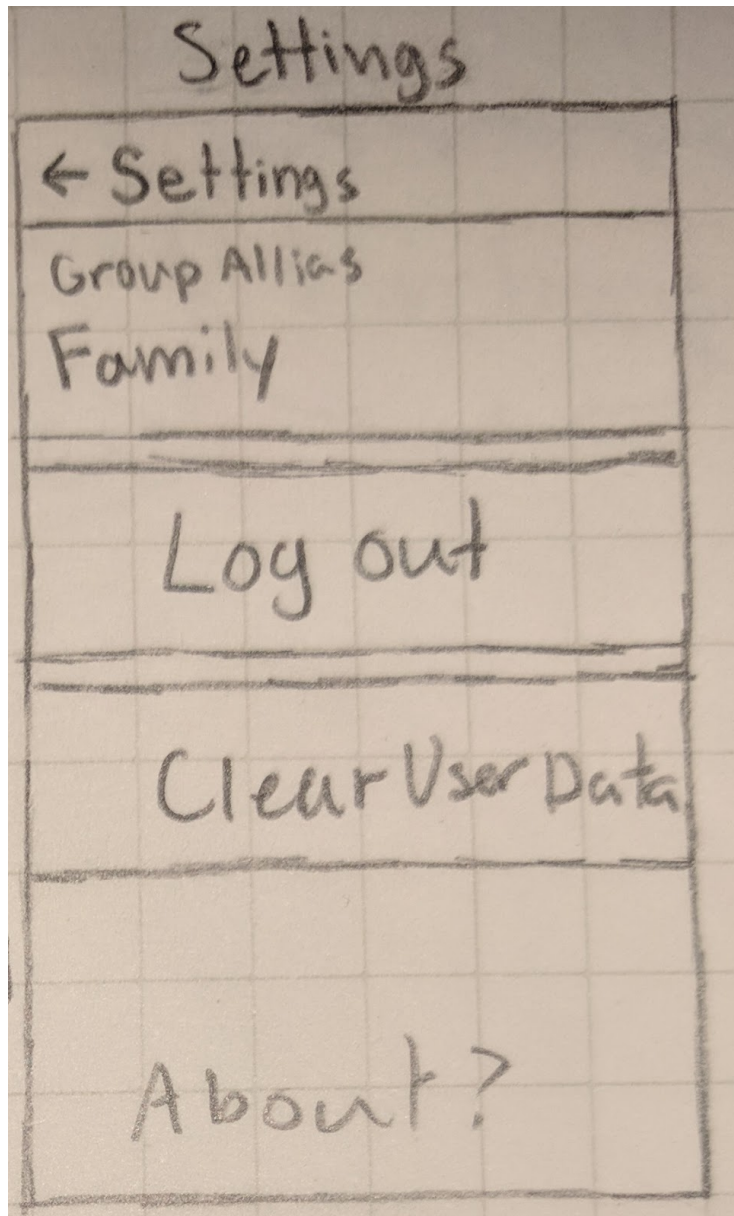 Settings
← Settings
Group Allias
Family
Log out
Clear User Data
About?